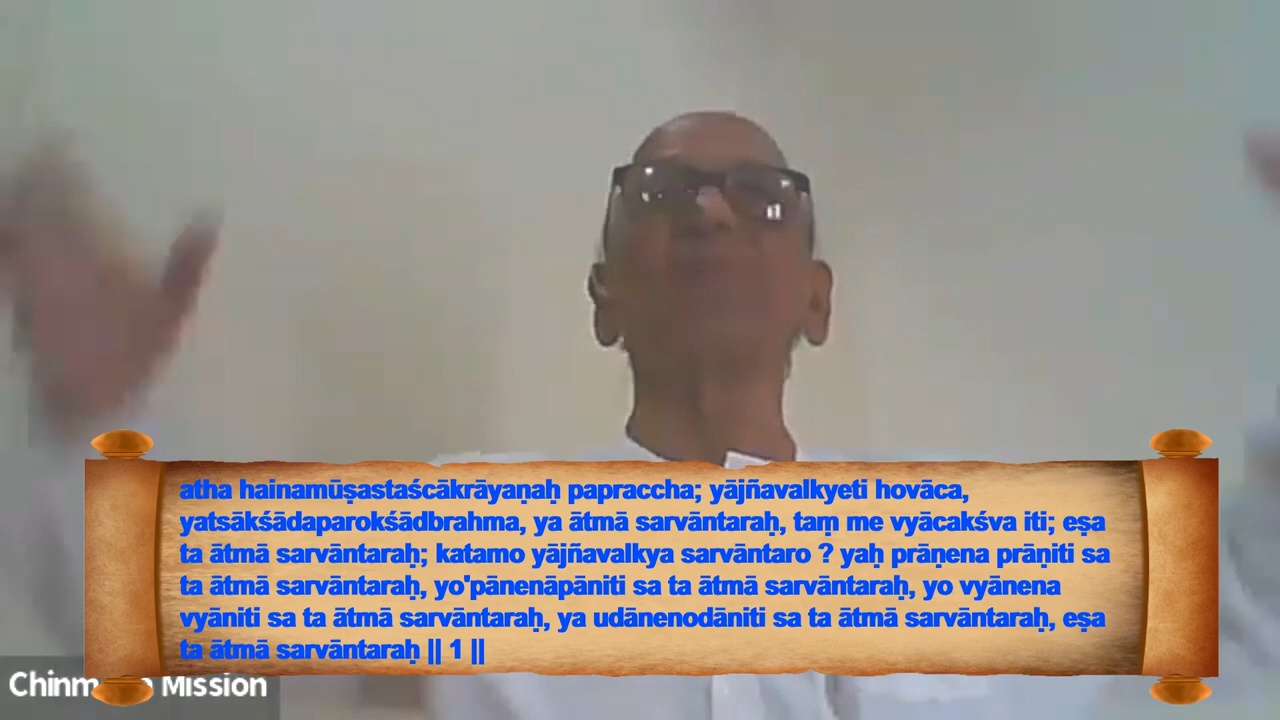 atha hainamūṣastaścākrāyaṇaḥ papraccha; yājñavalkyeti hovāca,
yatsākśādaparokśādbrahma, ya ātmā sarvāntaraḥ, taṃ me vyācakśva iti; eṣa
ta ātmā sarvāntaraḥ; katamo yājñavalkya sarvāntaro ? yaḥ prāṇena prāṇiti sa
ta ātmā sarvāntaraḥ, yo'pānenāpāniti sa ta ātmā sarvāntaraḥ, yo vyānena
vyāniti sa ta ātmā sarvāntaraḥ, ya udānenodāniti sa ta ātmā sarvāntaraḥ, eṣa
ta ātmā sarvāntaraḥ || 1 ||
Mission